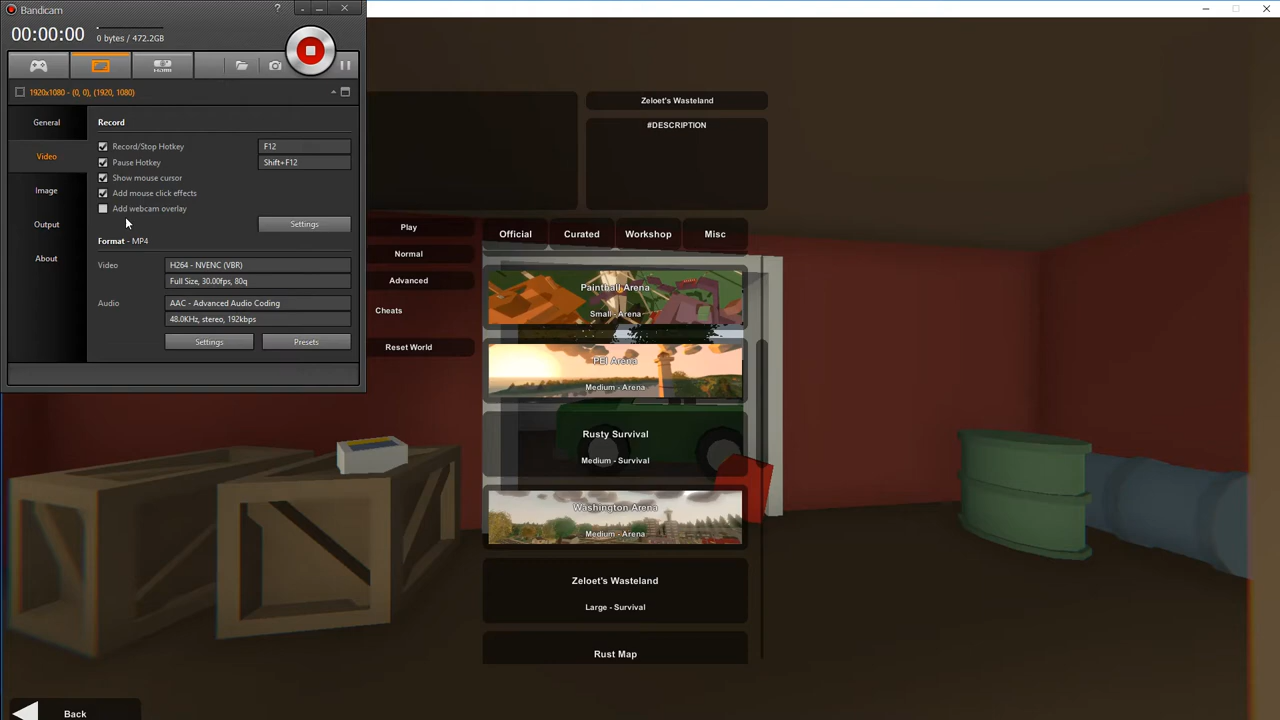 Bandicam
?
00:00:00
0 bytes / 472.2GB
HDMI
1920x1080 - (0, 0), (1920, 1080)
General
Video
Image
Output
About
Record
Record/Stop Hotkey
F12
Pause Hotkey
Shift+F12
Show mouse cursor
Add mouse click effects
Add webcam overlay
Settings
Format - MP4
Video
H264 - NVENC (VBR)
Full Size, 30.00fps, 80q
Audio
AAC - Advanced Audio Coding
48.0KHz, stereo, 192kbps
Settings
Presets
Zeloet's Wasteland
#DESCRIPTION
Play
Normal
Advanced
Cheats
Reset World
Official
Curated
Workshop
Misc
Paintball Arena
Small - Arena
PEI Arena
Medium - Arena
Rusty Survival
Medium - Survival
Washington Arena
Medium - Arena
Zeloet's Wasteland
Large - Survival
Rust Map
Back